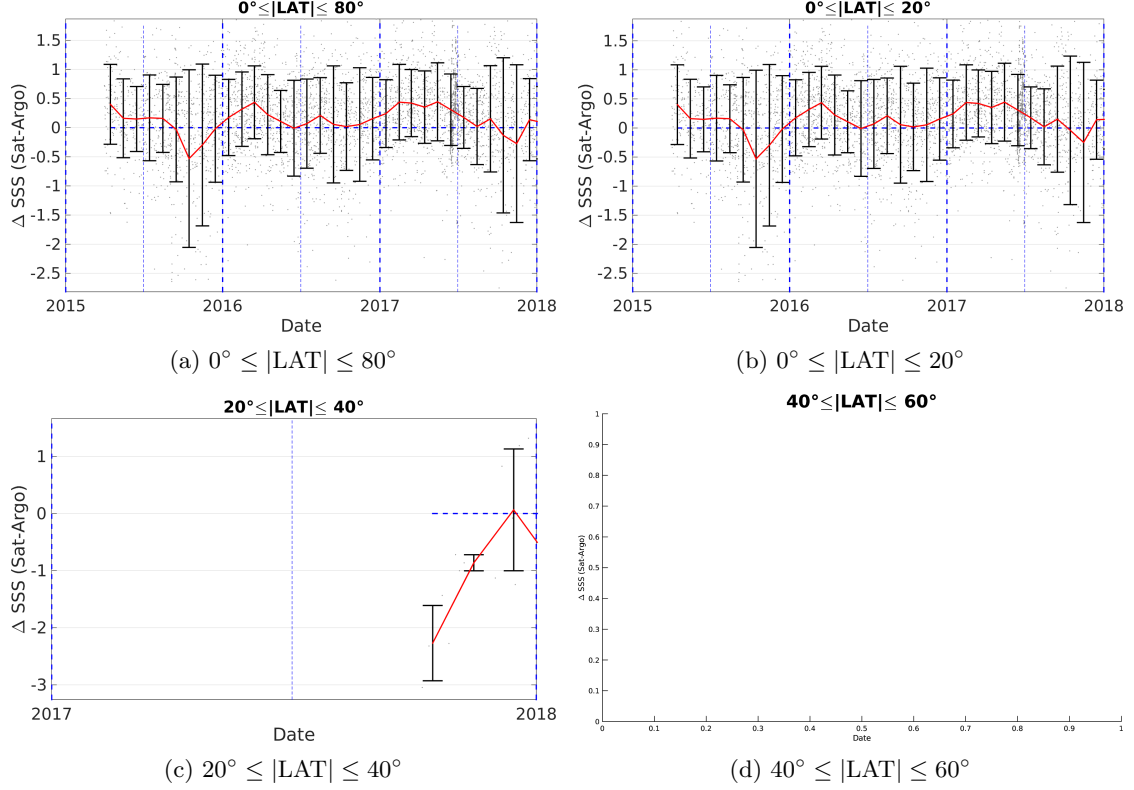 0°≤|LAT|≤ 80°
1.5
1
0.5
0
-0.5
-1
-1.5
-2
-2.5
Δ SSS (Sat-Argo)
2015 2016 2017 2018
Date
(a) 0° ≤ |LAT| ≤ 80°
0°≤|LAT|≤ 20°
1.5
1
0.5
0
-0.5
-1
-1.5
-2
-2.5
Δ SSS (Sat-Argo)
2015 2016 2017 2018
Date
(b) 0° ≤ |LAT| ≤ 20°
20°≤|LAT|≤ 40°
1
0
-1
-2
-3
Δ SSS (Sat-Argo)
2017 2018
Date
(c) 20° ≤ |LAT| ≤ 40°
40°≤|LAT|≤ 60°
1
0.9
0.8
0.7
0.6
0.5
0.4
0.3
0.2
0.1
0
Δ SSS (Sat-Argo)
0 0.1 0.2 0.3 0.4 0.5 0.6 0.7 0.8 0.9 1
Date
(d) 40° ≤ |LAT| ≤ 60°